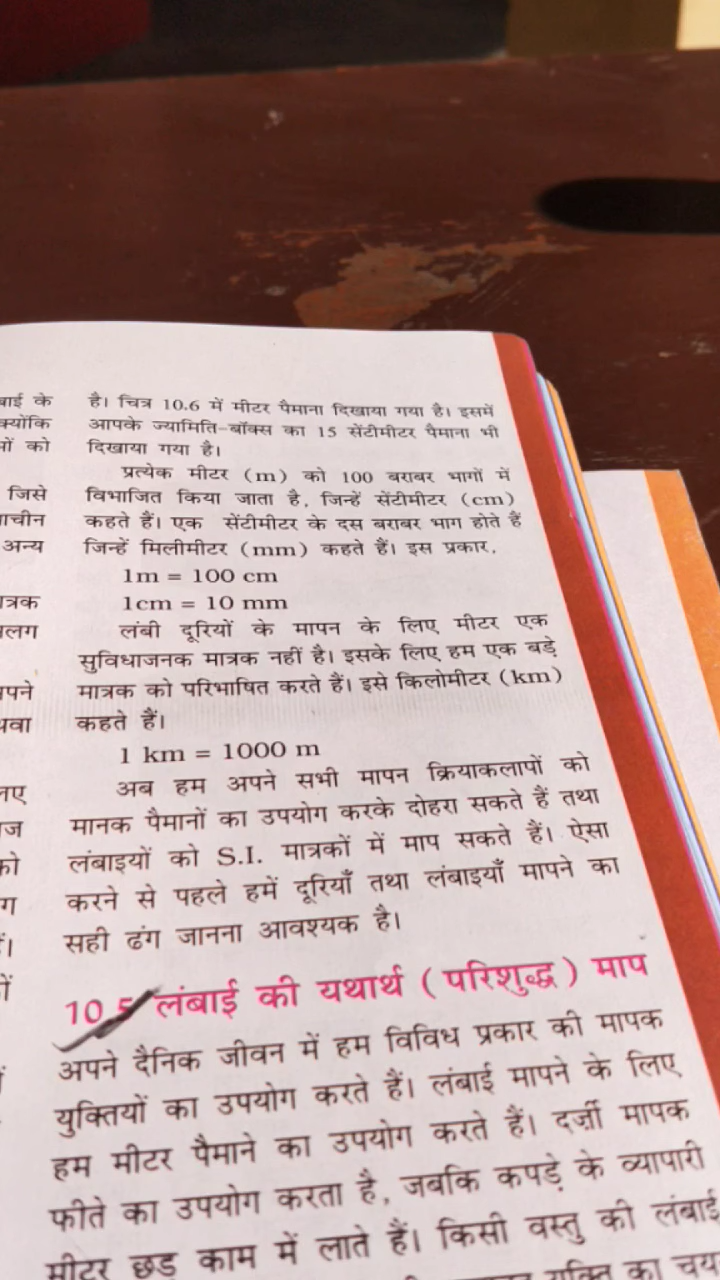 बाई के
क्योंकि
ओं को
जिसे
अन्य
मात्रक
अलग
अपने
अथवा
है। चित्र 10.6 में मीटर पैमाना दिखाया गया है। इसमें
आपके ज्यामिति-बॉक्स का 15 सेंटीमीटर पैमाना भी
दिखाया गया है।
प्रत्येक मीटर (m) को 100 बराबर भागों में
विभाजित किया जाता है, जिन्हें सेंटीमीटर (cm)
कहते हैं। एक सेंटीमीटर के दस बराबर भाग होते हैं
जिन्हें मिलीमीटर (mm) कहते हैं। इस प्रकार,
1m = 100 cm
1cm = 10 mm
लंबी दूरियों के मापन के लिए मीटर एक
सुविधाजनक मात्रक नहीं है। इसके लिए हम एक बड़े
मात्रक को परिभाषित करते हैं। इसे किलोमीटर (km)
कहते हैं।
1 km = 1000 m
अब हम अपने सभी मापन क्रियाकलापों को
मानक पैमानों का उपयोग करके दोहरा सकते हैं तथा
लंबाइयों को S.I. मात्रकों में माप सकते हैं। ऐसा
करने से पहले हमें दूरियाँ तथा लंबाइयाँ मापने का
सही ढंग जानना आवश्यक है।
10.5 लंबाई की यथार्थ (परिशुद्ध) माप
अपने दैनिक जीवन में हम विविध प्रकार की मापक
युक्तियों का उपयोग करते हैं। लंबाई मापने के लिए
हम मीटर पैमाने का उपयोग करते हैं। दर्ज़ी मापक
फीते का उपयोग करता है, जबकि कपड़े के व्यापारी
मीटर छड़ काम में लाते हैं। किसी वस्तु की लंबाई
युक्ति का